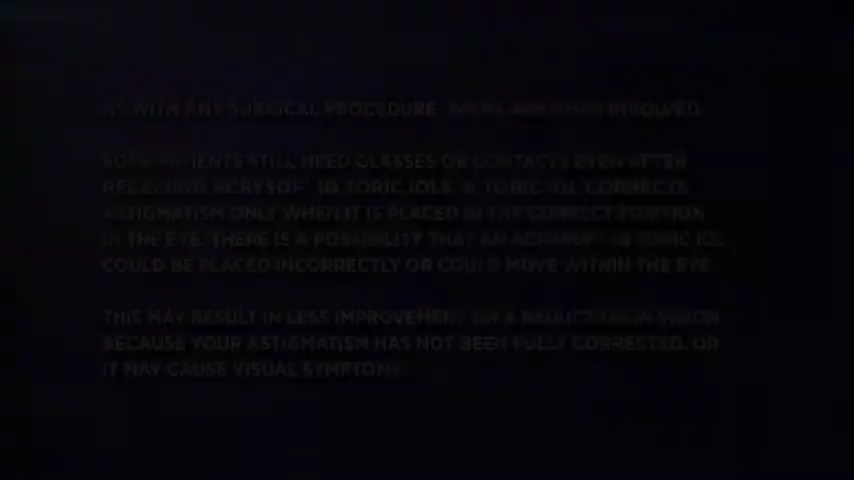 AS WITH ANY SURGICAL PROCEDURE, THERE ARE RISKS INVOLVED.
SOME PATIENTS STILL NEED GLASSES OR CONTACTS EVEN AFTER
RECEIVING ACRYSOF® IQ TORIC IOLS. A TORIC IOL CORRECTS
ASTIGMATISM ONLY WHEN IT IS PLACED IN THE CORRECT POSITION
IN THE EYE. THERE IS A POSSIBILITY THAT AN ACRYSOF® IQ TORIC IOL
COULD BE PLACED INCORRECTLY OR COULD MOVE WITHIN THE EYE.
THIS MAY RESULT IN LESS IMPROVEMENT OR A REDUCTION IN VISION
BECAUSE YOUR ASTIGMATISM HAS NOT BEEN FULLY CORRECTED, OR
IT MAY CAUSE VISUAL SYMPTOMS.